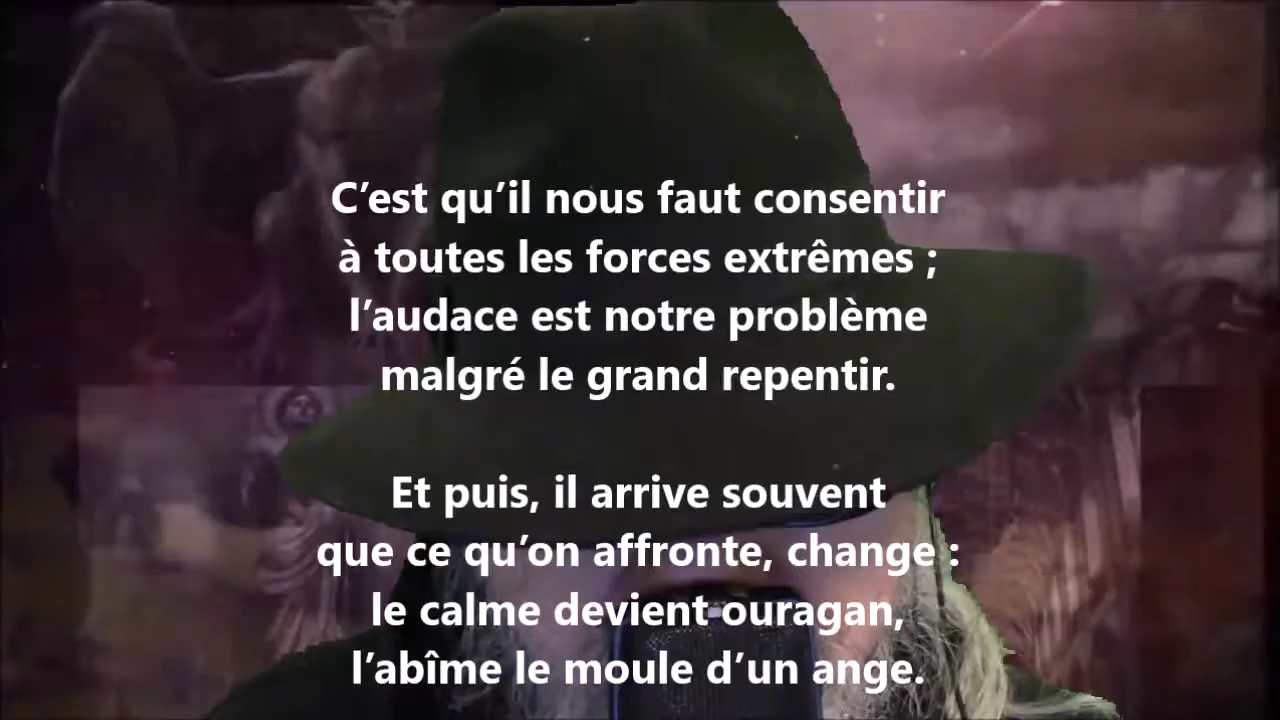 C’est qu’il nous faut consentir
à toutes les forces extrêmes ;
l’audace est notre problème
malgré le grand repentir.
Et puis, il arrive souvent
que ce qu’on affronte, change :
le calme devient ouragan,
l’abîme le moule d’un ange.